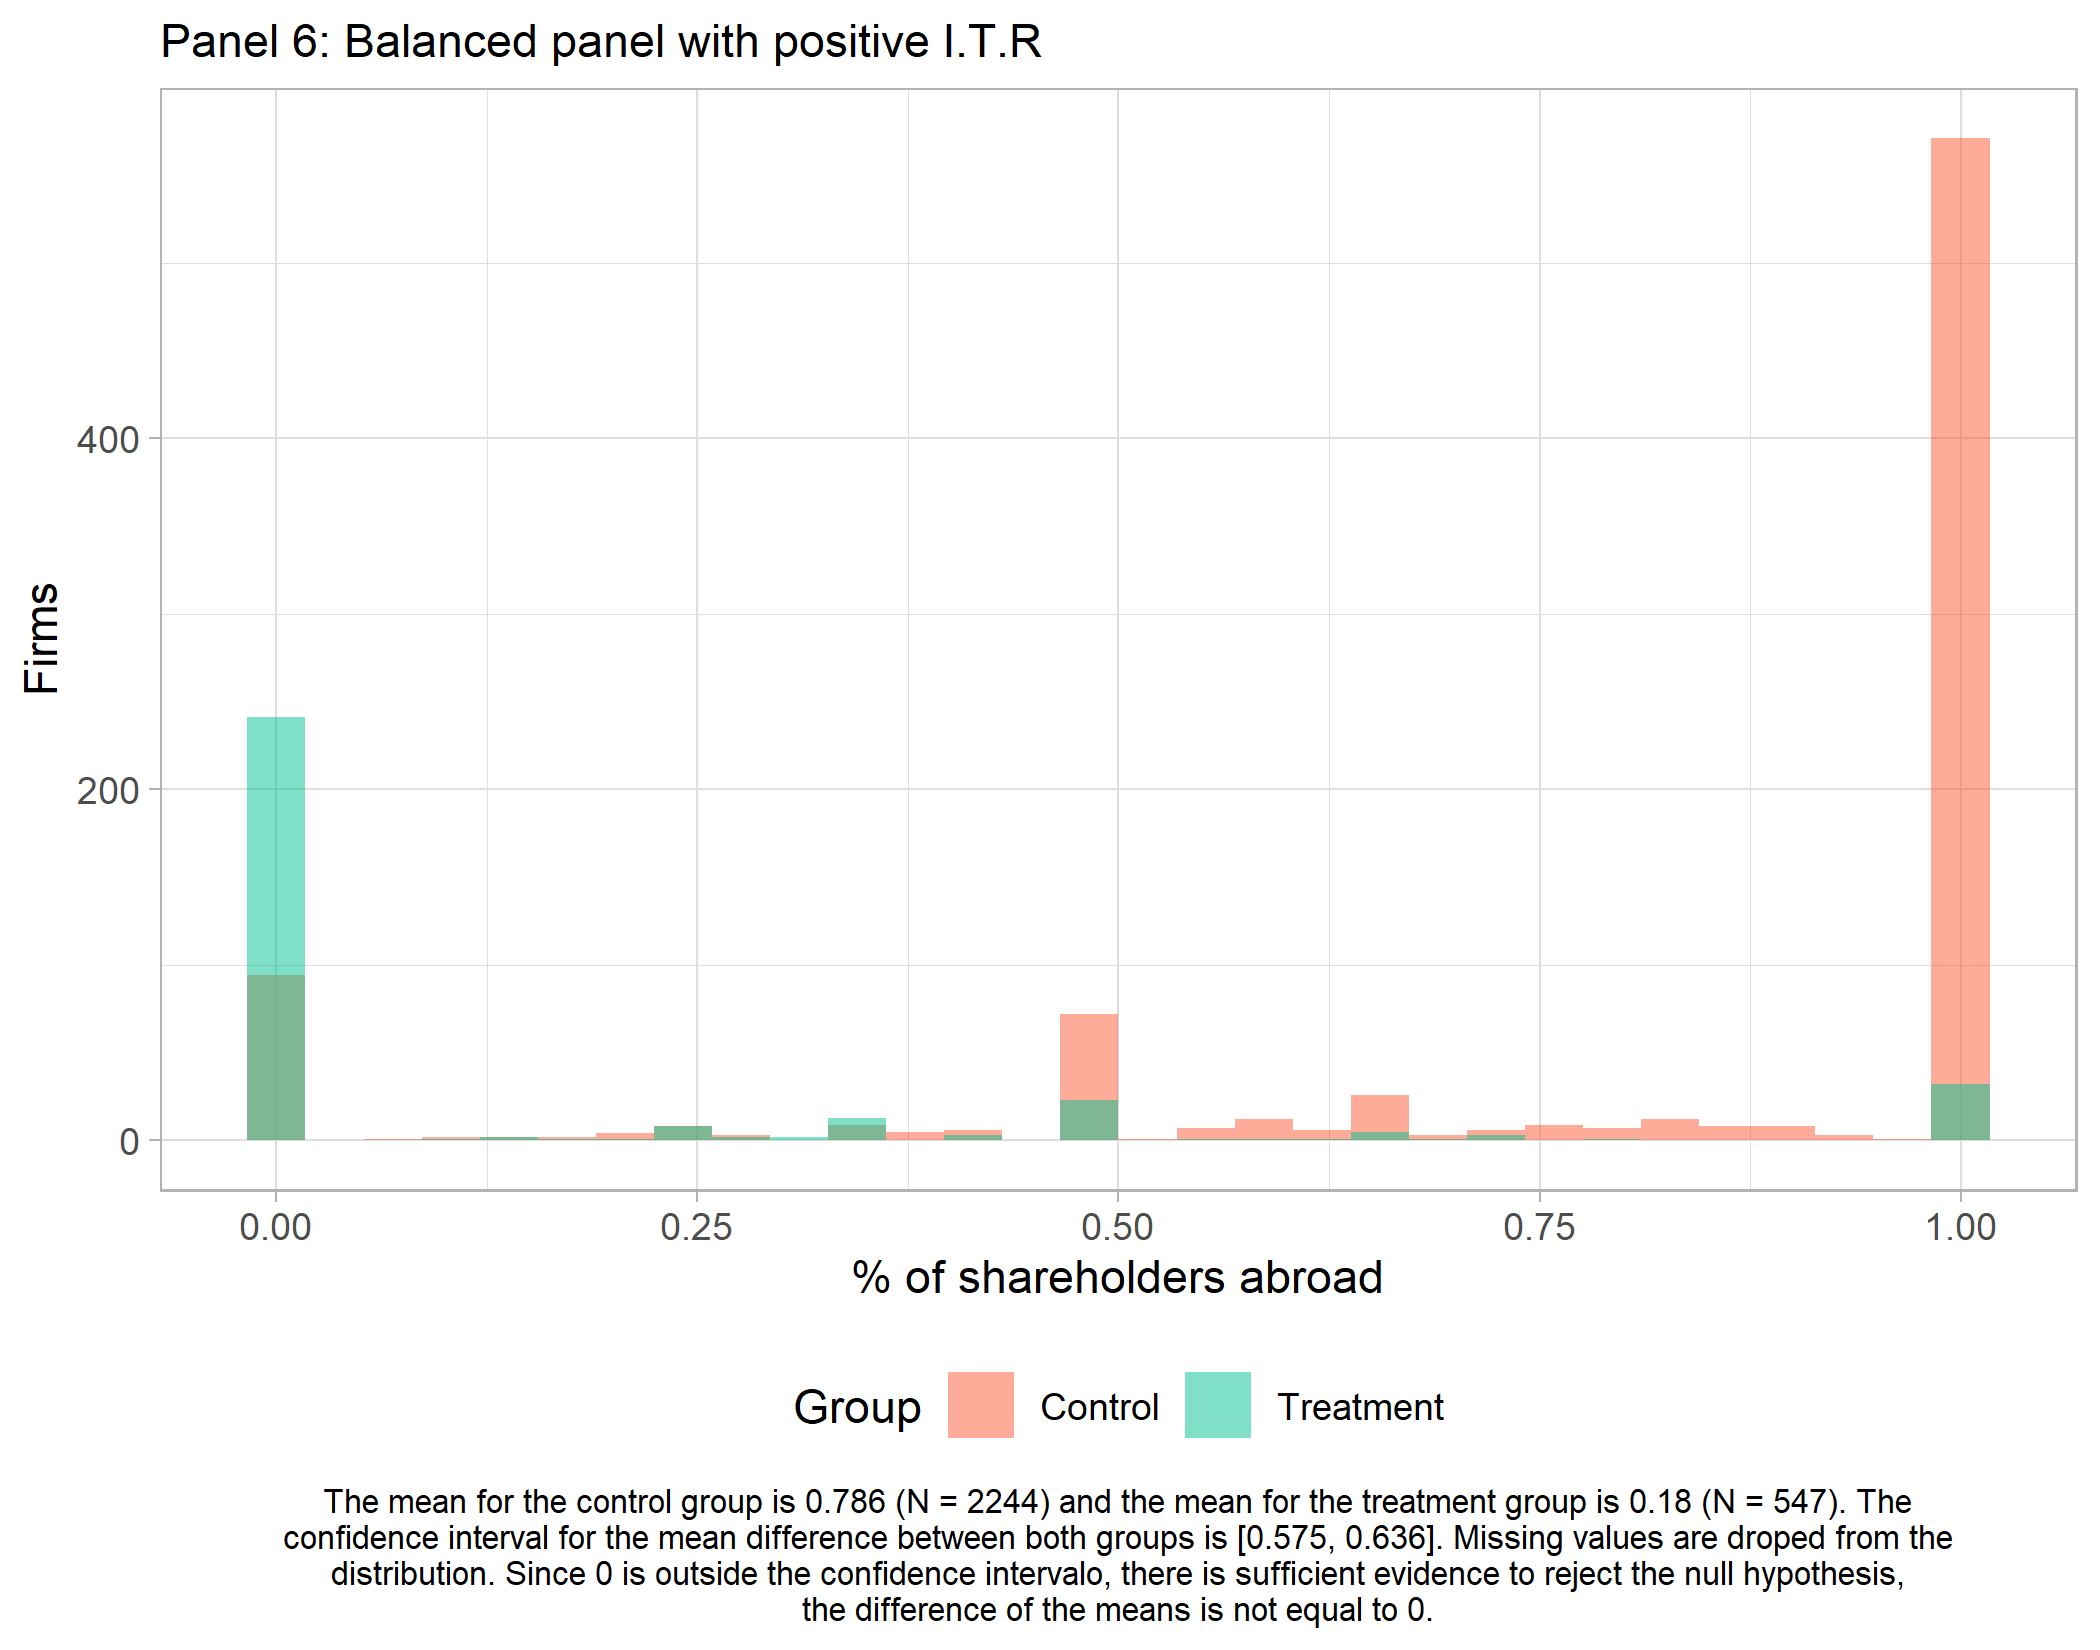 Panel 6: Balanced panel with positive I.T.R
Firms
400
200
0
0.00 0.25 0.50 0.75 1.00
% of shareholders abroad
Group Control Treatment
The mean for the control group is 0.786 (N = 2244) and the mean for the treatment group is 0.18 (N = 547). The
confidence interval for the mean difference between both groups is [0.575, 0.636]. Missing values are droped from the
distribution. Since 0 is outside the confidence intervalo, there is sufficient evidence to reject the null hypothesis,
the difference of the means is not equal to 0.